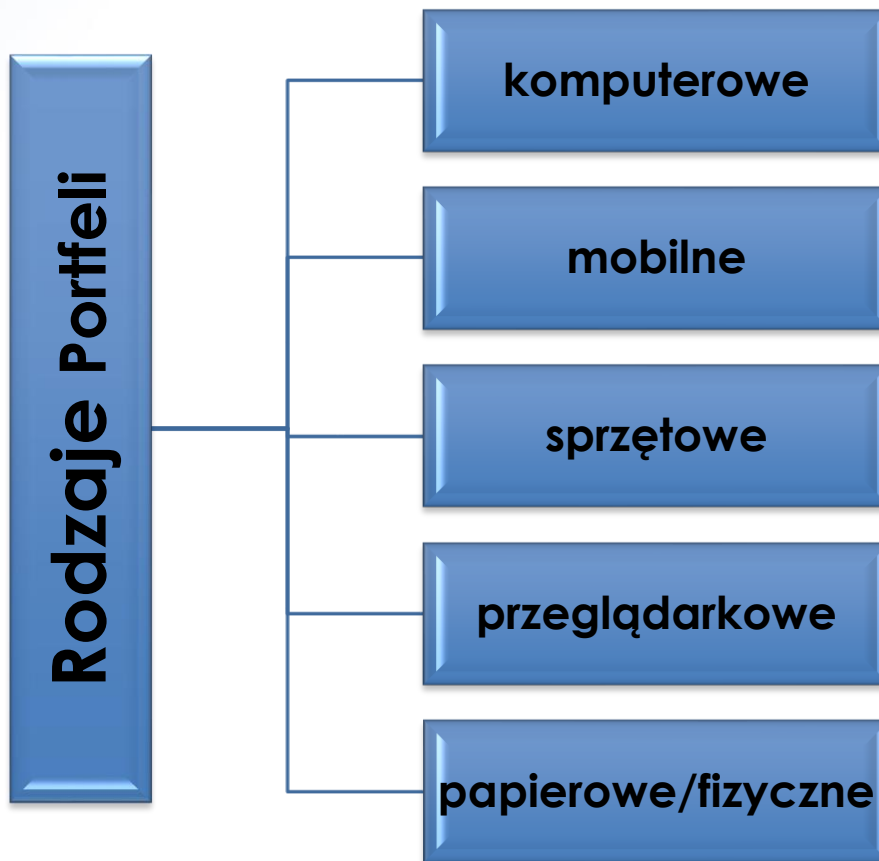 Rodzaje Portfeli
komputerowe
mobilne
sprzętowe
przeglądarkowe
papierowe/fizyczne